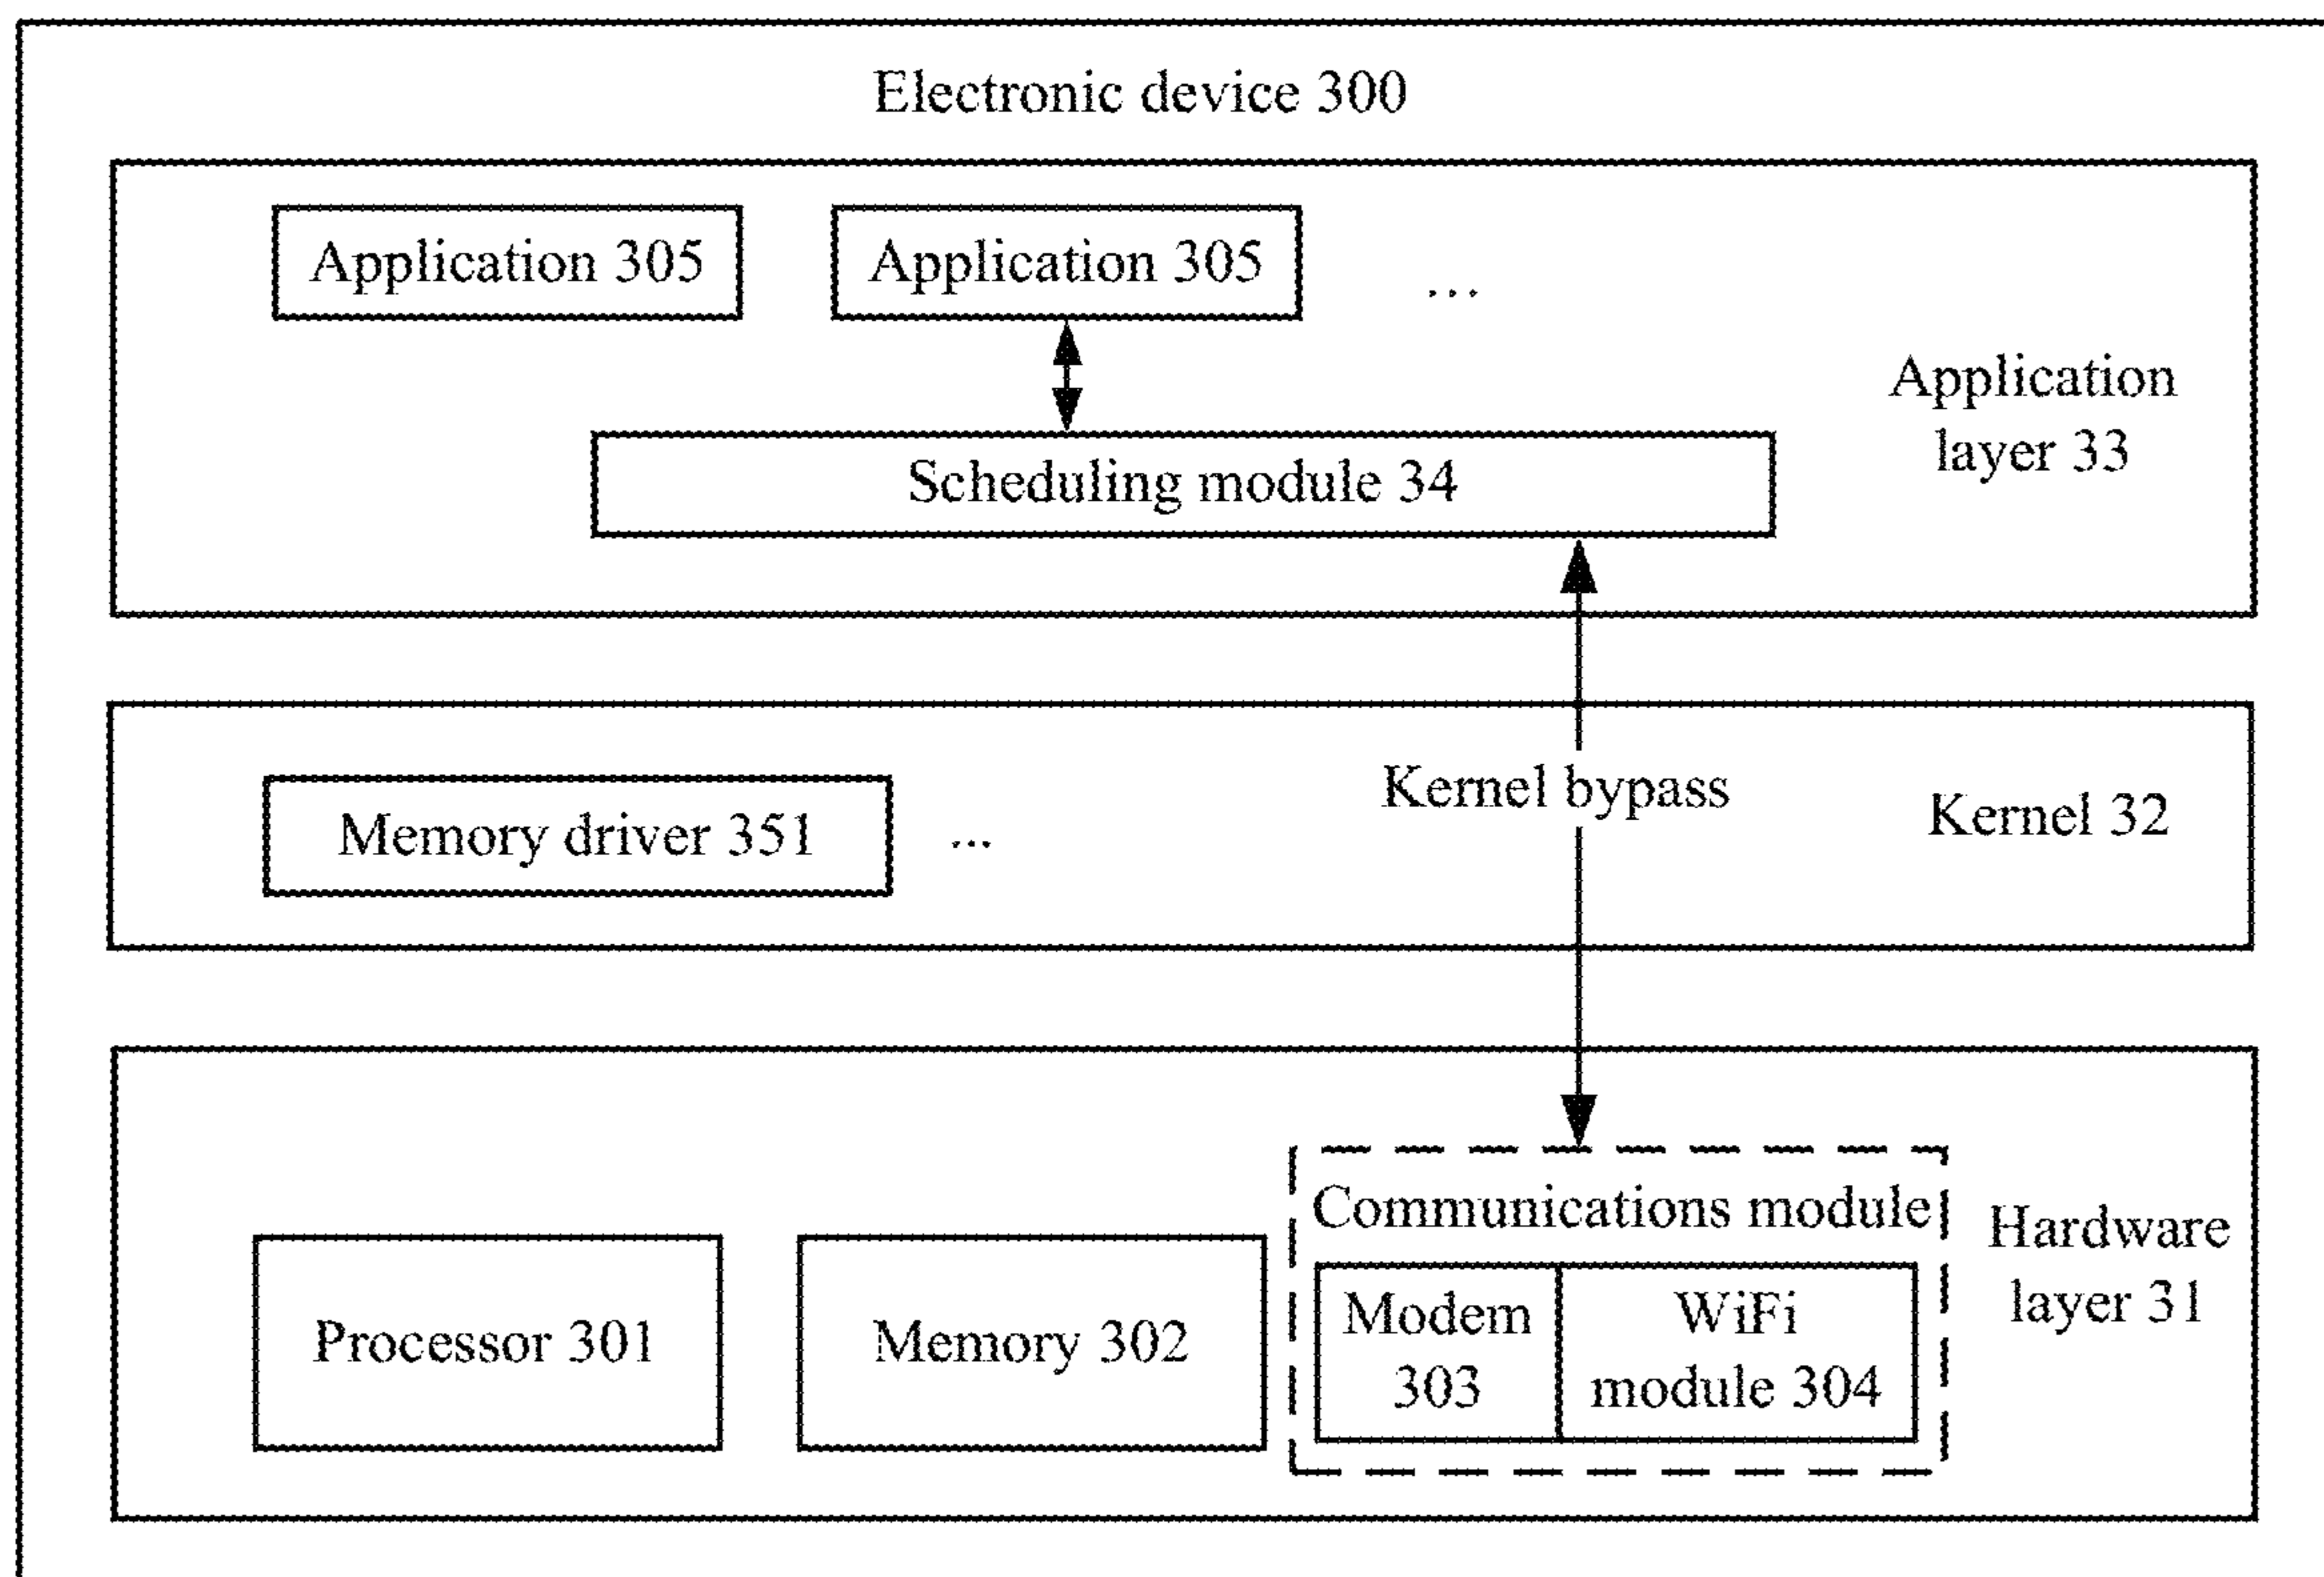 Electronic device 300
Application 305
Application 305
...
Application
layer 33
Scheduling module 34
Kernel bypass
Memory driver 351
...
Kernel 32
Communications module
Hardware
layer 31
Processor 301
Memory 302
Modem
303
WiFi
module 304